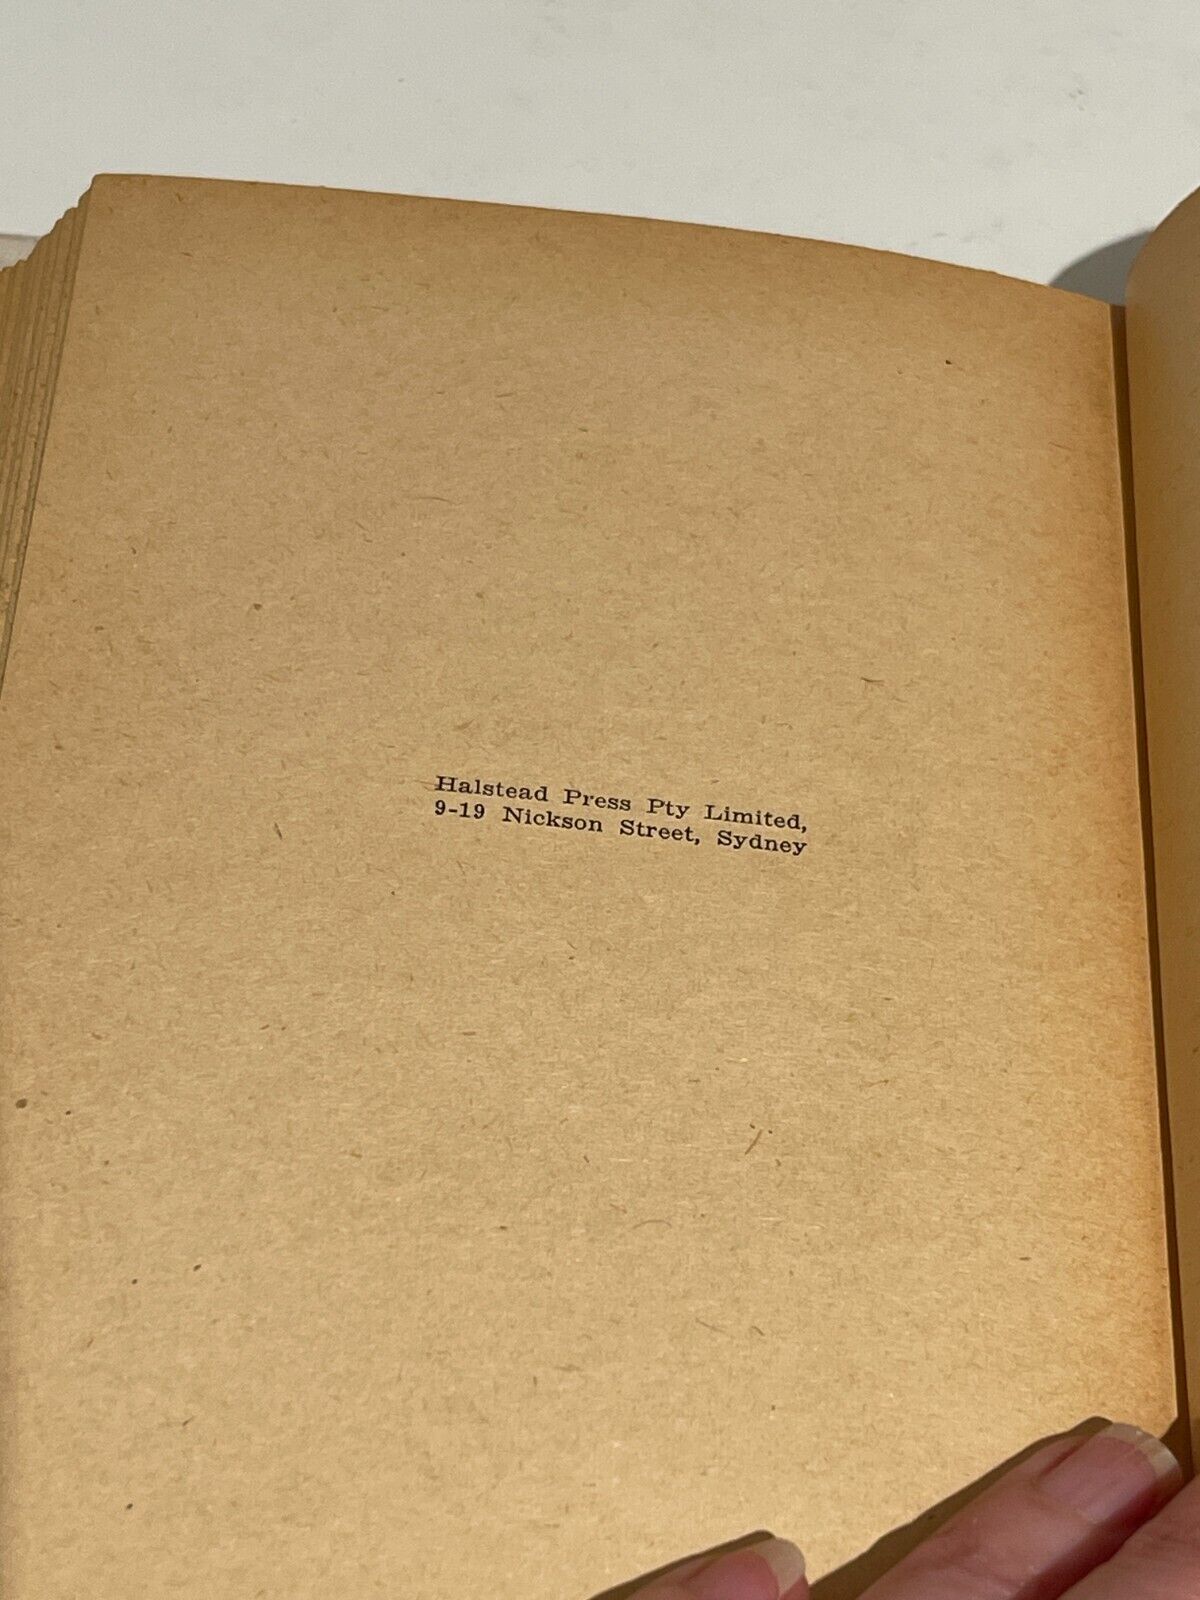 Halstead Press Pty Limited,
9-19 Nickson Street, Sydney